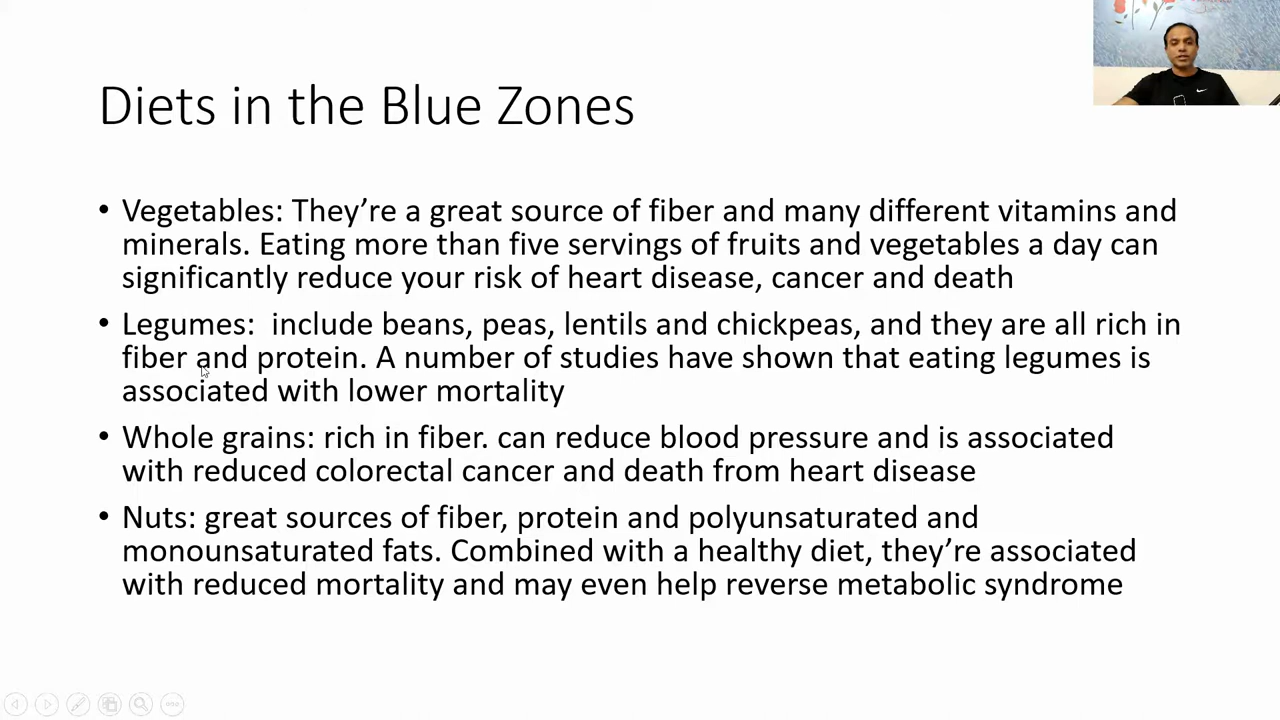 Diets in the Blue Zones
• Vegetables: They’re a great source of fiber and many different vitamins and
minerals. Eating more than five servings of fruits and vegetables a day can
significantly reduce your risk of heart disease, cancer and death
• Legumes:  include beans, peas, lentils and chickpeas, and they are all rich in
fiber and protein. A number of studies have shown that eating legumes is
associated with lower mortality
• Whole grains: rich in fiber. can reduce blood pressure and is associated
with reduced colorectal cancer and death from heart disease
• Nuts: great sources of fiber, protein and polyunsaturated and
monounsaturated fats. Combined with a healthy diet, they’re associated
with reduced mortality and may even help reverse metabolic syndrome